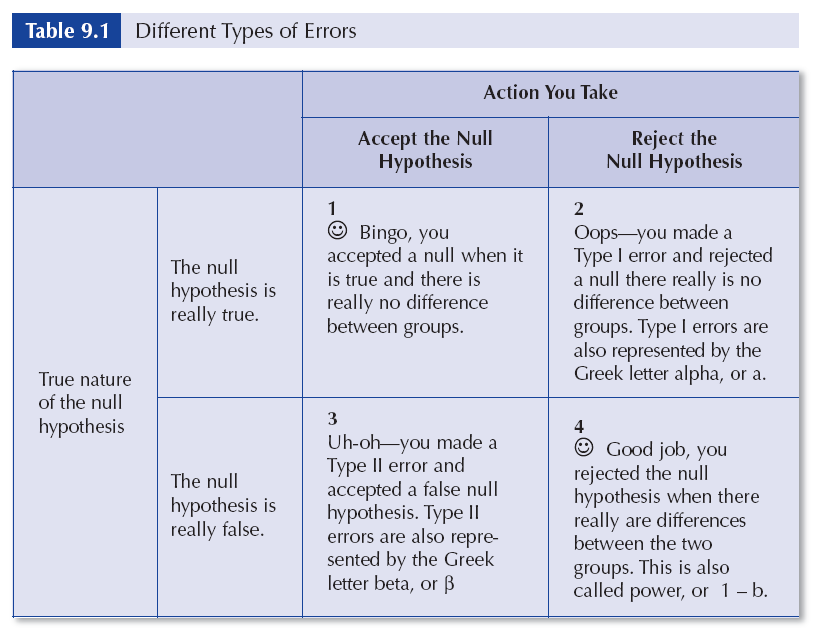 Table 9.1 Different Types of Errors
Action You Take
Accept the Null
Hypothesis
Reject the
Null Hypothesis
True nature
of the null
hypothesis
The null
hypothesis is
really true.
1
☺ Bingo, you
accepted a null when it
is true and there is
really no difference
between groups.
2
Oops—you made a
Type I error and rejected
a null there really is no
difference between
groups. Type I errors are
also represented by the
Greek letter alpha, or a.
The null
hypothesis is
really false.
3
Uh-oh—you made a
Type II error and
accepted a false null
hypothesis. Type II
errors are also repre-
sented by the Greek
letter beta, or β
4
☺ Good job, you
rejected the null
hypothesis when there
really are differences
between the two
groups. This is also
called power, or 1 – b.